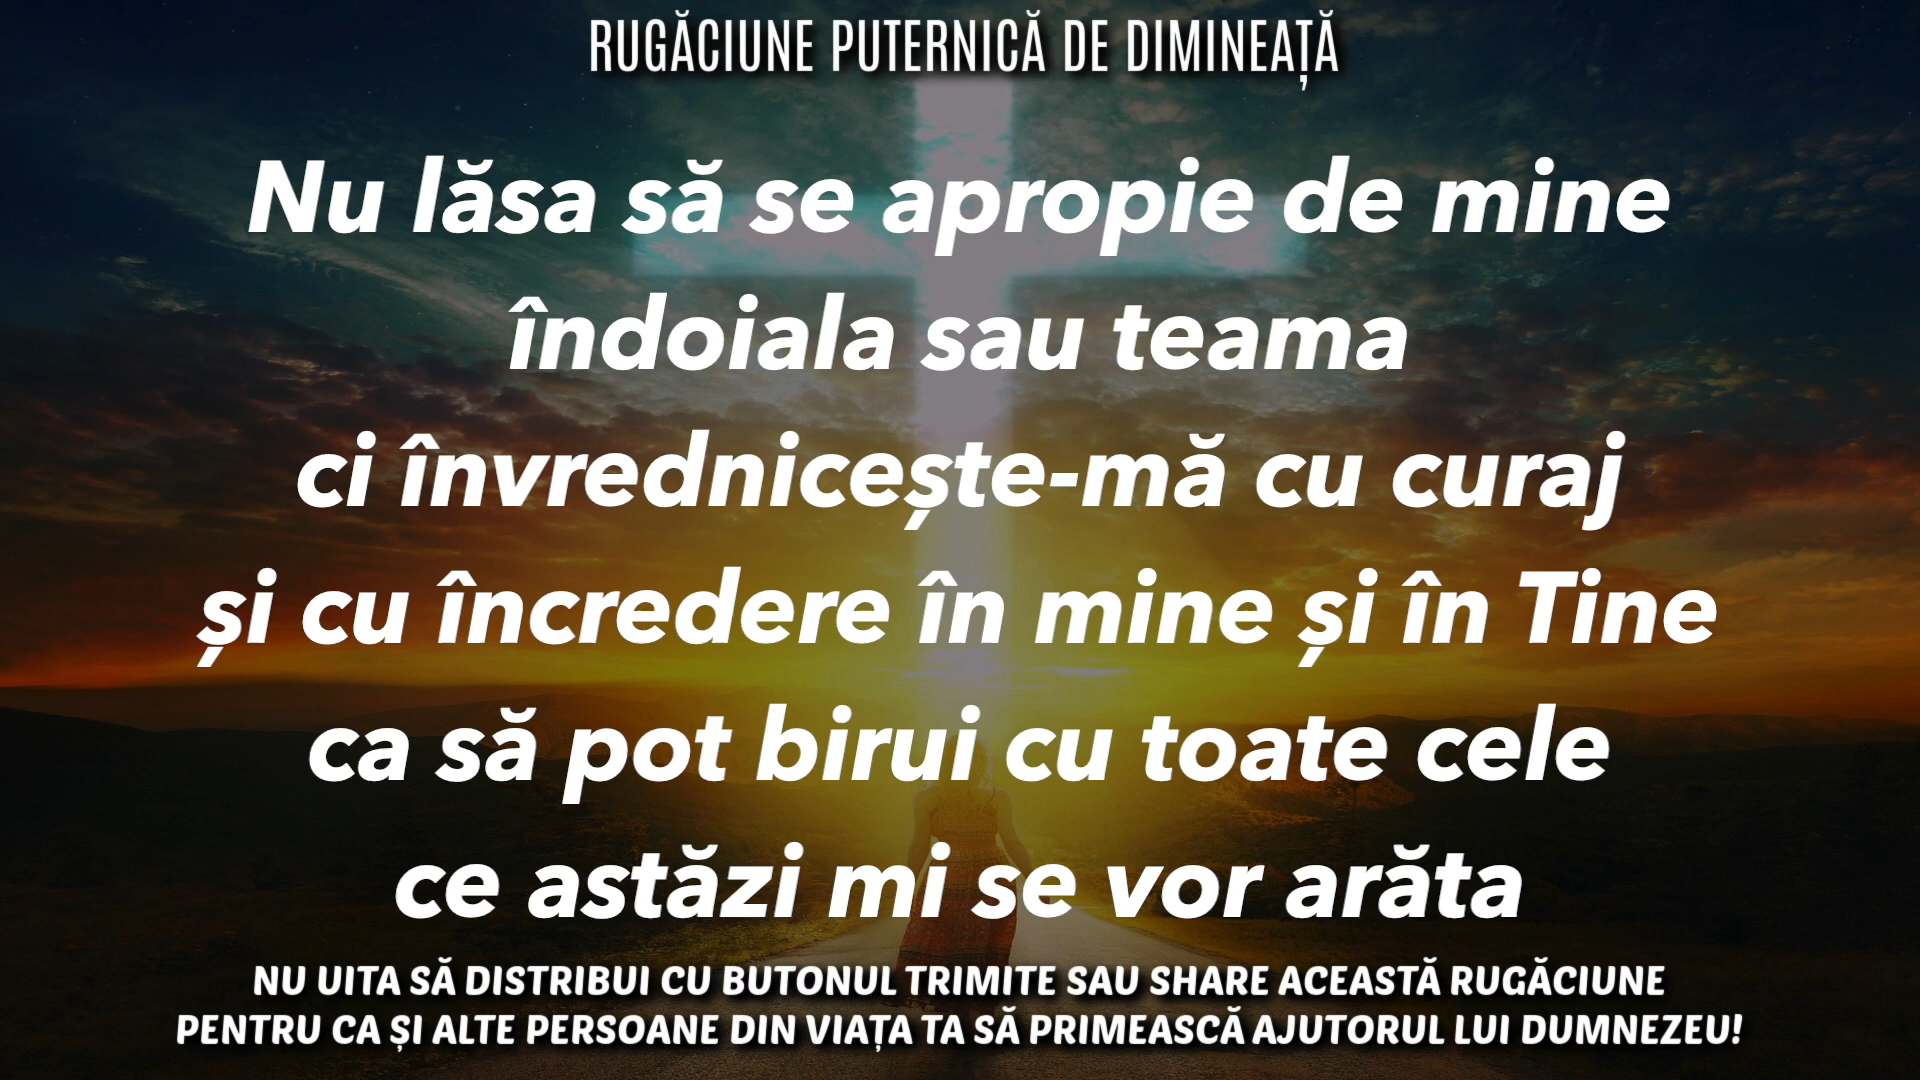 RUGĂCIUNE PUTERNICĂ DE DIMINEAȚĂ
Nu lăsa să se apropie de mine
îndoiala sau teama
ci învrednicește-mă cu curaj
și cu încredere în mine și în Tine
ca să pot birui cu toate cele
ce astăzi mi se vor arăta
NU UITA SĂ DISTRIBUI CU BUTONUL TRIMITE SAU SHARE ACEASTĂ RUGĂCIUNE
PENTRU CA ȘI ALTE PERSOANE DIN VIAȚA TA SĂ PRIMEASCĂ AJUTORUL LUI DUMNEZEU!